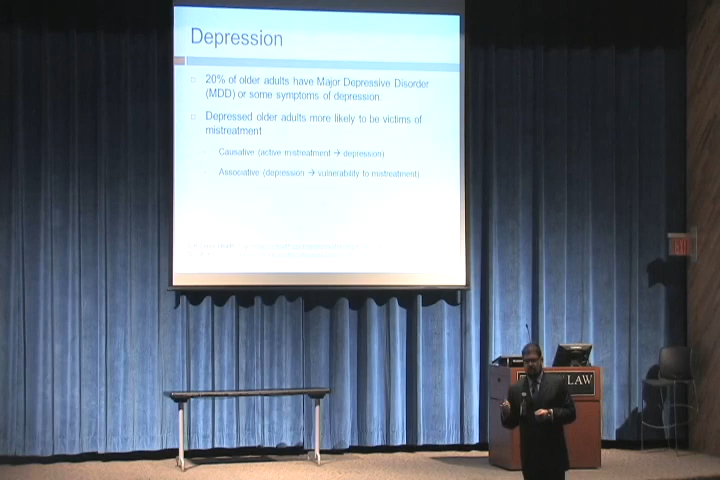 Depression
20% of older adults have Major Depressive Disorder
(MDD) or some symptoms of depression
Depressed older adults more likely to be victims of
mistreatment
Causative (active mistreatment → depression)
Associative (depression → vulnerability to mistreatment)
EXIT
LAW